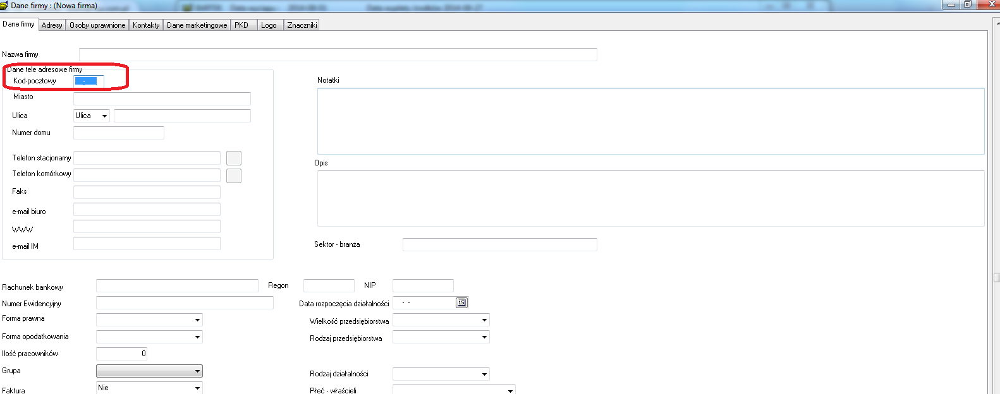 Dane firmy : (Nowa firma)
Dane firmy Adresy Osoby uprawnione Kontakty Dane marketingowe PKD Logo Znaczniki
Nazwa firmy
Dane tele adresowe firmy
Kod-pocztowy -
Miasto
Ulica Ulica
Numer domu
Telefon stacjonarny
Telefon komórkowy
Faks
e-mail biuro
WWW
e-mail IM
Notatki
Opis
Sektor - branża
Rachunek bankowy Regon NIP
Numer Ewidencyjny Data rozpoczęcia działalności - - 15
Forma prawna Wielkość przedsiębiorstwa
Forma opodatkowania Rodzaj przedsiębiorstwa
Ilość pracowników 0
Grupa Rodzaj działalności
Faktura Nie Płeć - właścieli